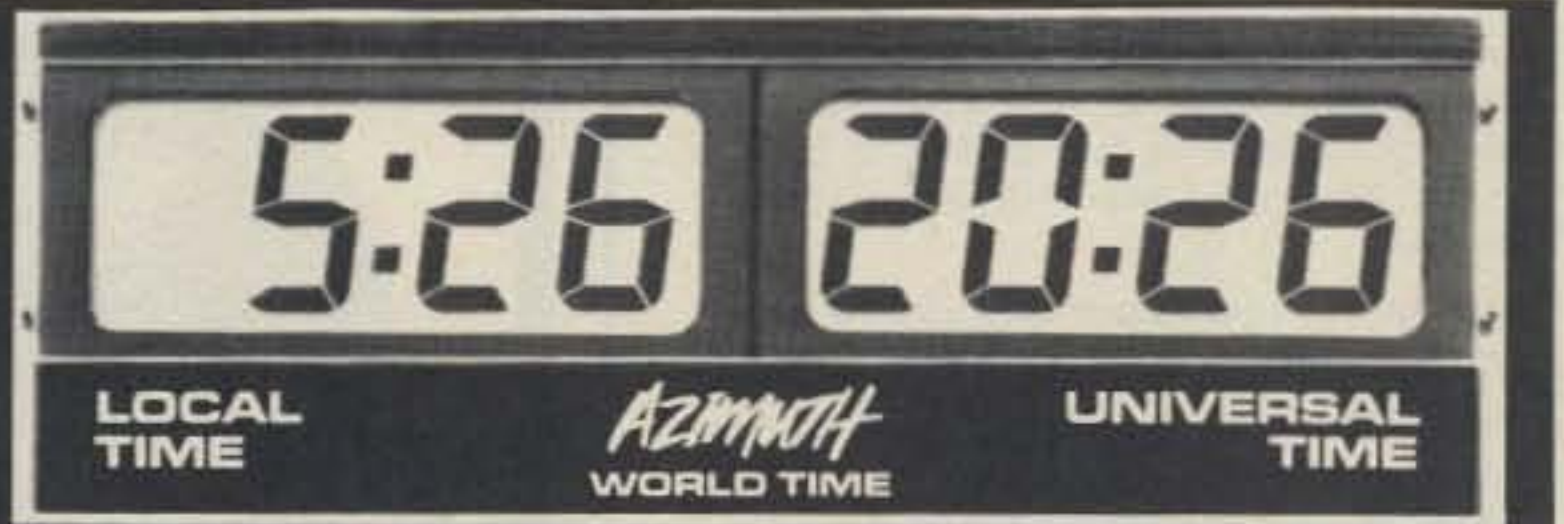 5:26 20:26
LOCAL
TIME
AZIMUTH
WORLD TIME
UNIVERSAL
TIME